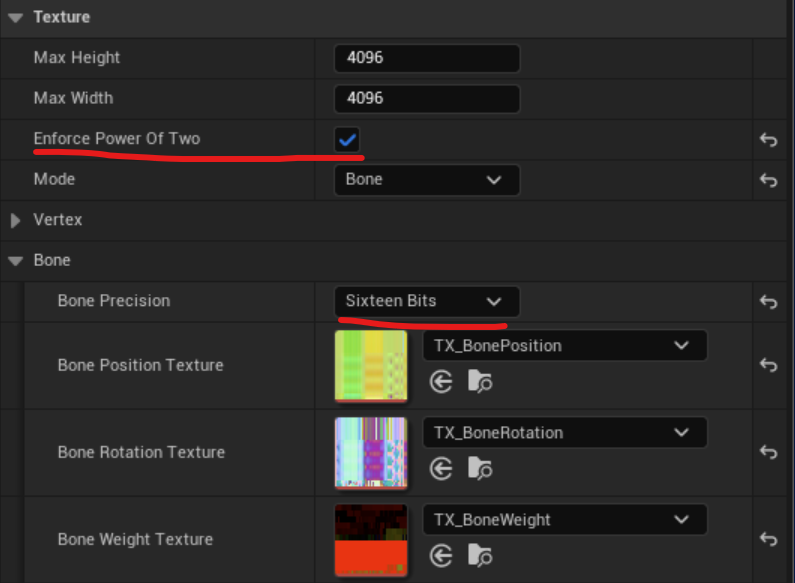 Texture
Max Height
4096
Max Width
4096
Enforce Power Of Two
Mode
Bone
Vertex
Bone
Bone Precision
Sixteen Bits
Bone Position Texture
TX_BonePosition
Bone Rotation Texture
TX_BoneRotation
Bone Weight Texture
TX_BoneWeight